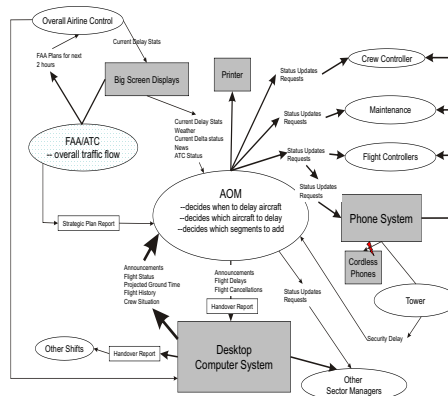 Overall Airline Control
FAA Plans for next
2 hours
Current Delay Stats
Big Screen Displays
Printer
Status Updates
Requests
Crew Controller
Status Updates
Requests
Maintenance
Current Delay Stats
Weather
Current Delta status
News
ATC Status
FAA/ATC
-- overall traffic flow
Status Updates
Requests
Flight Controllers
AOM
--decides when to delay aircraft
--decides which aircraft to delay
--decides which segments to add
Status Updates
Requests
Phone System
Strategic Plan Report
Cordless
Phones
Announcements
Flight Status
Projected Ground Time
Flight History
Crew Situation
Announcements
Flight Delays
Flight Cancellations
Handover Report
Status Updates
Requests
Tower
Security Delay
Other Shifts
Handover Report
Desktop
Computer System
Other
Sector Managers